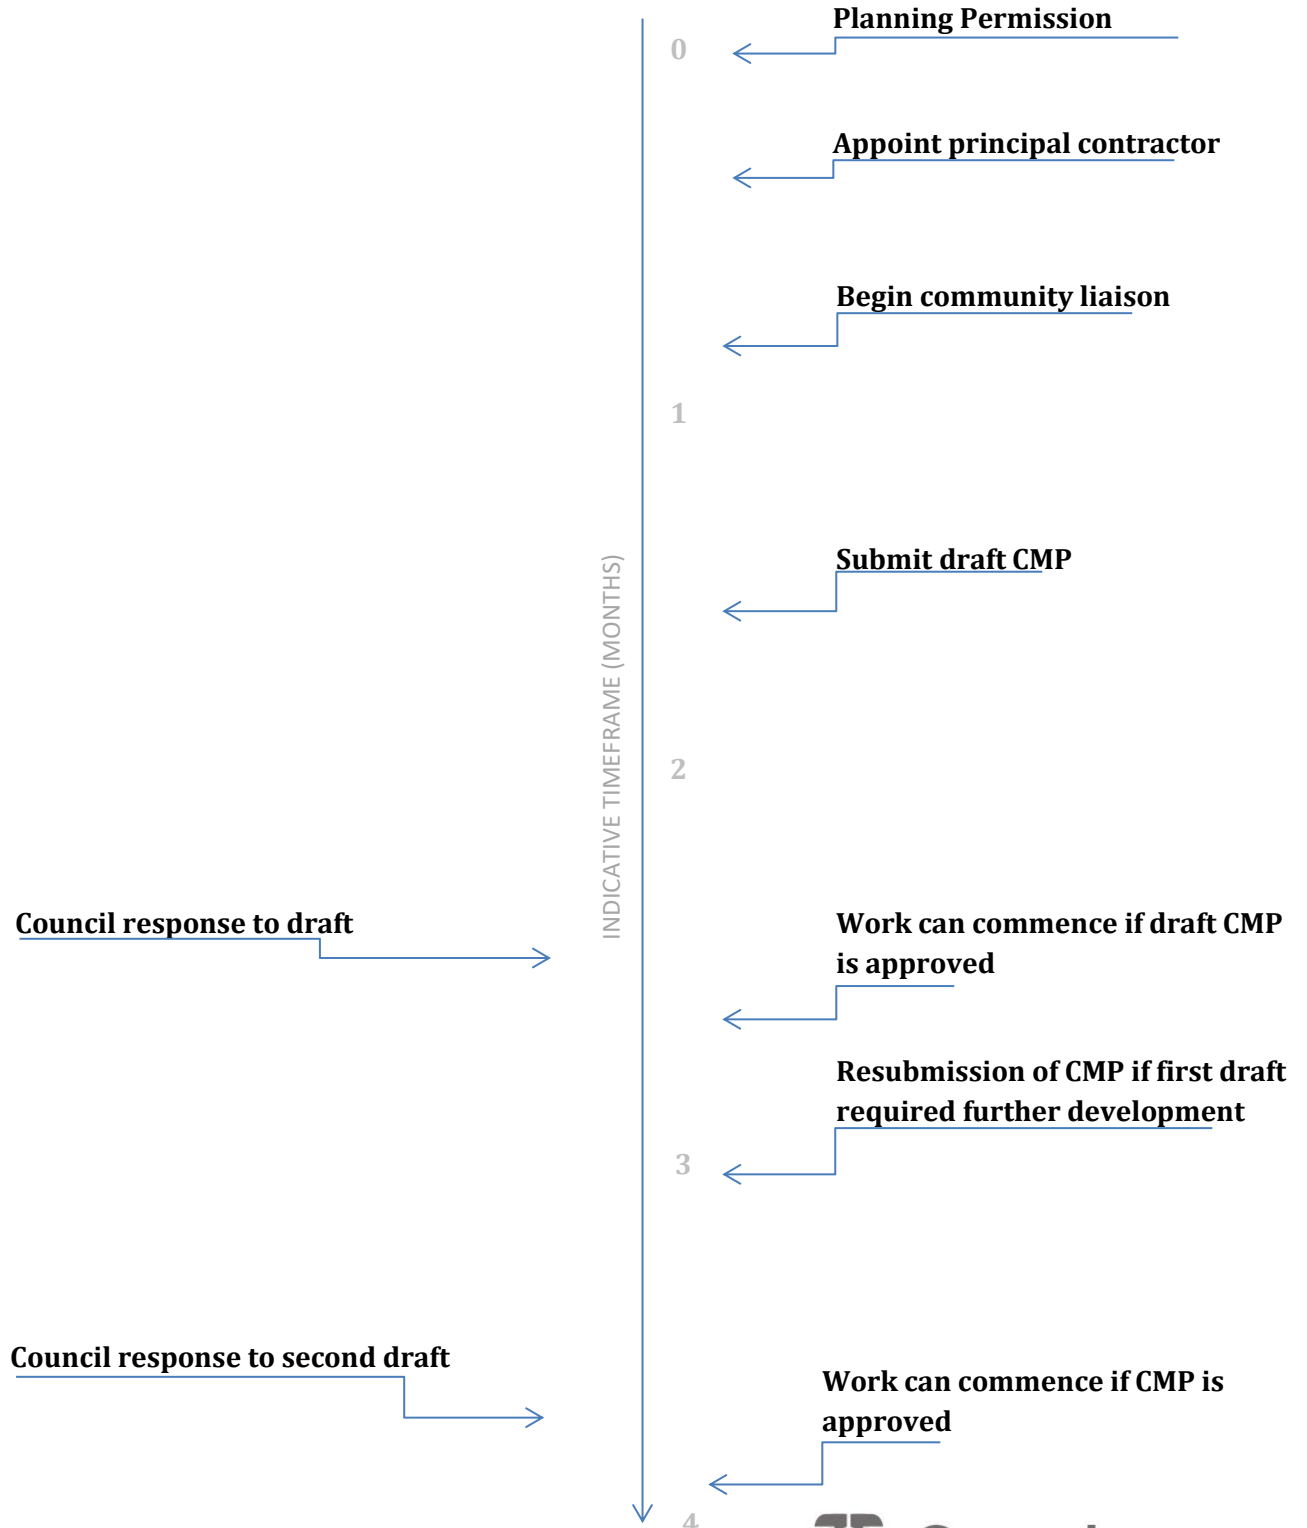 Planning Permission
0
Appoint principal contractor
Begin community liaison
1
Submit draft CMP
INDICATIVE TIMEFRAME (MONTHS)
2
Council response to draft
Work can commence if draft CMP
is approved
Resubmission of CMP if first draft
required further development
3
Council response to second draft
Work can commence if CMP is
approved
4